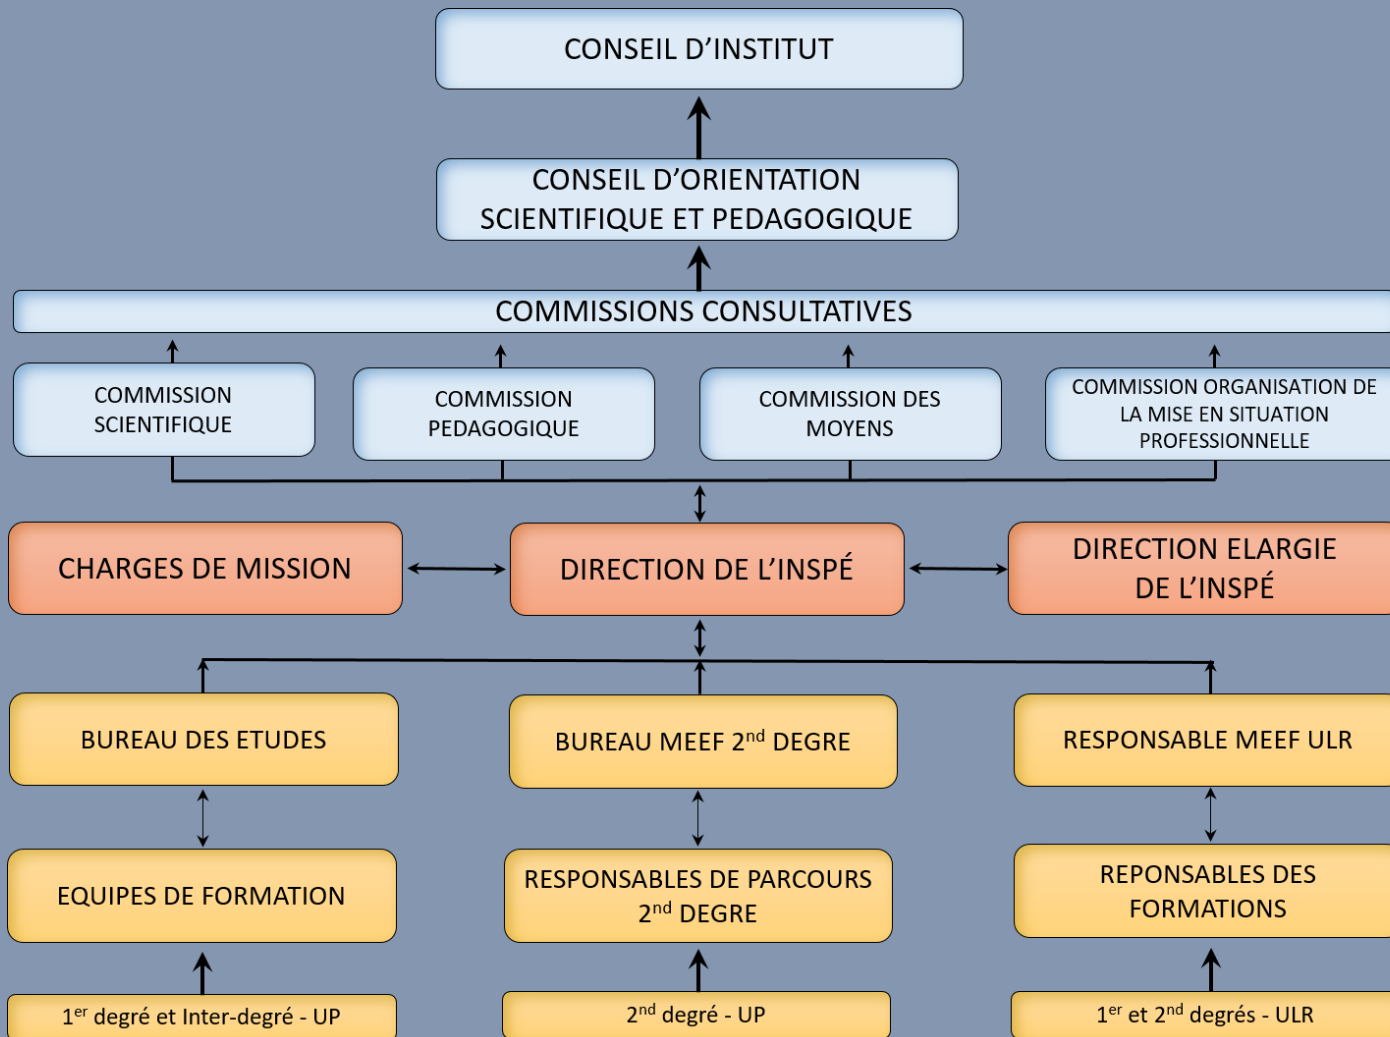 CONSEIL D’INSTITUT
CONSEIL D’ORIENTATION
SCIENTIFIQUE ET PEDAGOGIQUE
COMMISSIONS CONSULTATIVES
COMMISSION
SCIENTIFIQUE
COMMISSION
PEDAGOGIQUE
COMMISSION DES
MOYENS
COMMISSION ORGANISATION DE
LA MISE EN SITUATION
PROFESSIONNELLE
CHARGES DE MISSION
DIRECTION DE L’INSPÉ
DIRECTION ELARGIE
DE L’INSPÉ
BUREAU DES ETUDES
BUREAU MEEF 2nd DEGRE
RESPONSABLE MEEF ULR
EQUIPES DE FORMATION
RESPONSABLES DE PARCOURS
2nd DEGRE
REPONSABLES DES
FORMATIONS
1er degré et Inter-degré - UP
2nd degré - UP
1er et 2nd degrés - ULR